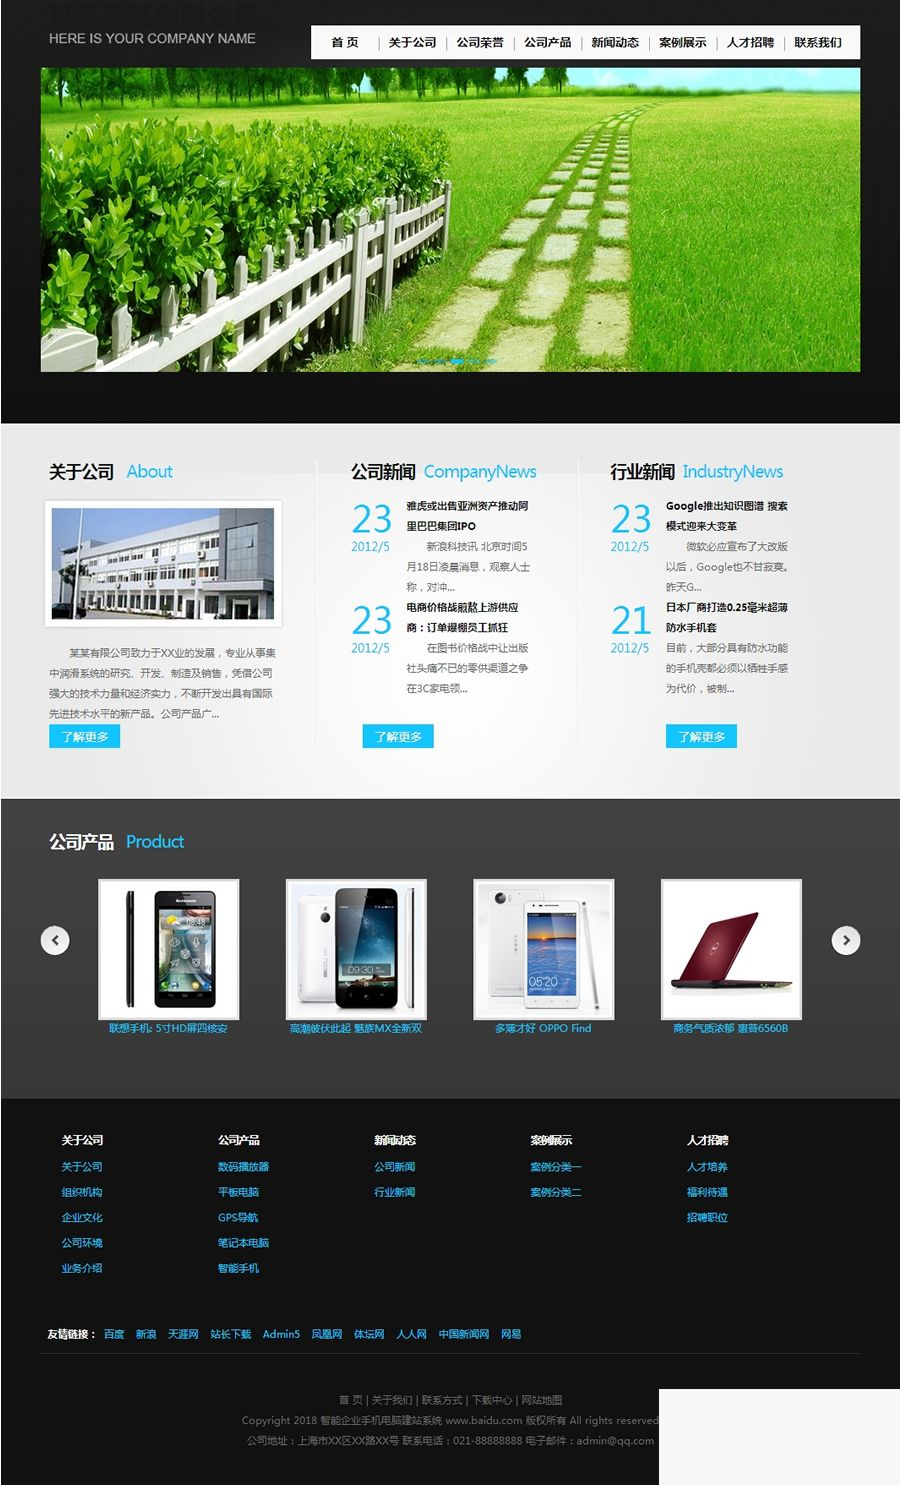 HERE IS YOUR COMPANY NAME
首 页 关于公司 公司荣誉 公司产品 新闻动态 案例展示 人才招聘 联系我们
关于公司 About
某某有限公司致力于XX业的发展，专业从事集
中润滑系统的研究、开发、制造及销售，凭借公司
强大的技术力量和经济实力，不断开发出具有国际
先进技术水平的新产品。公司产品广...
了解更多
公司新闻 CompanyNews
23
2012/5
雅虎或出售亚洲资产推动阿
里巴巴集团IPO
新浪科技讯 北京时间5
月18日凌晨消息，观察人士
称，对冲...
23
2012/5
电商价格战煎熬上游供应
商：订单爆棚员工抓狂
在图书价格战中让出版
社头痛不已的零供渠道之争
在3C家电领...
了解更多
行业新闻 IndustryNews
23
2012/5
Google推出知识图谱 搜索
模式迎来大变革
微软必应宣布了大改版
以后，Google也不甘寂寞。
昨天G...
21
2012/5
日本厂商打造0.25毫米超薄
防水手机套
目前，大部分具有防水功能
的手机壳都必须以牺牲手感
为代价，被制...
了解更多
公司产品 Product
联想手机: 5寸HD屏四核安
高潮彼伏此起 魅族MX全新双
多薄才好 OPPO Find
商务气质浓郁 惠普6560B
关于公司
关于公司
组织机构
企业文化
公司环境
业务介绍
公司产品
数码播放器
平板电脑
GPS导航
笔记本电脑
智能手机
新闻动态
公司新闻
行业新闻
案例展示
案例分类一
案例分类二
人才招聘
人才培养
福利待遇
招聘职位
友情链接： 百度 新浪 天涯网 站长下载 Admin5 凤凰网 体坛网 人人网 中国新闻网 网易
首 页 | 关于我们 | 联系方式 | 下载中心 | 网站地图
Copyright 2018 智能企业手机电脑建站系统 www.baidu.com 版权所有 All rights reserved
公司地址：上海市XX区XX路XX号 联系电话：021-88888888 电子邮件：admin@qq.com